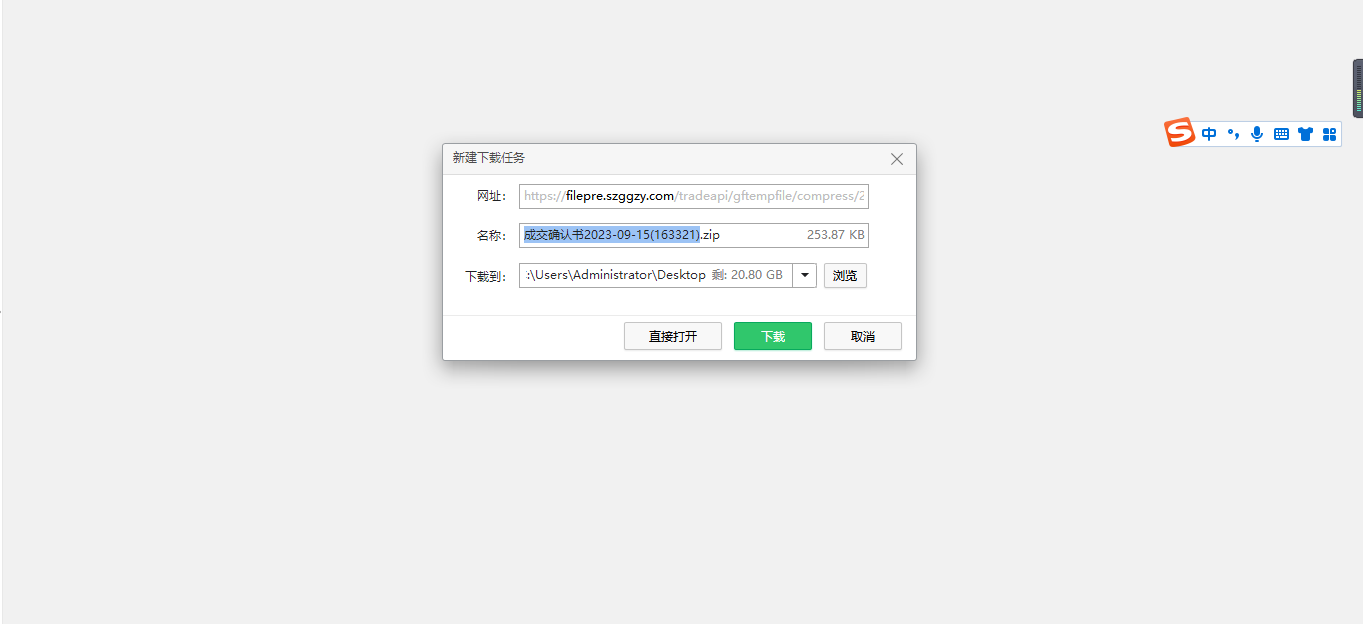 新建下载任务
网址： https://filepre.szggzy.com/tradeapi/gftempfile/compress/2
名称： 成交确认书2023-09-15(163321).zip 253.87 KB
下载到： :\Users\Administrator\Desktop 剩: 20.80 GB 浏览
直接打开 下载 取消
S 中 °,